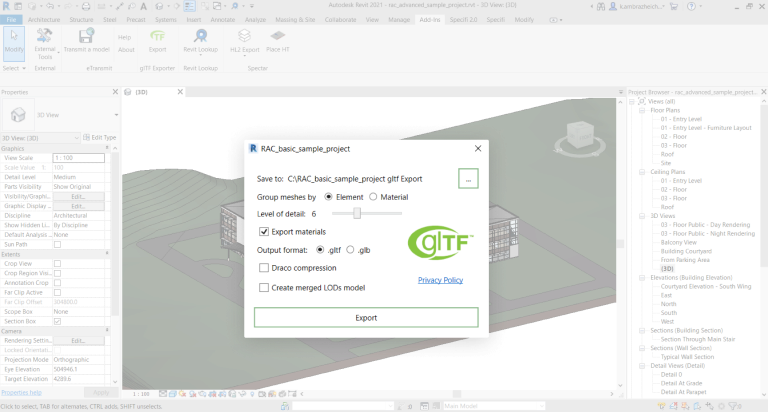 Autodesk Revit 2021 - rac_advanced_sample_project.rvt - 3D View: {3D}
File Architecture Structure Steel Precast Systems Insert Annotate Analyze Massing & Site Collaborate View Manage Add-Ins Specifi 2.0 Specifi Modify
Modify
External Tools
Transmit a model
Help
About
Export
Revit Lookup
HL2 Export
Place HT
Select External eTransmit glTF Exporter Revit Lookup Spectar
Properties
3D View
3D View: {3D}
Edit Type
Graphics
View Scale 1 : 100
Scale Value 1: 100
Detail Level Medium
Parts Visibility Show Original
Visibility/Graphi... Edit...
Graphic Display ... Edit...
Discipline Architectural
Show Hidden Li... By Discipline
Default Analysis ... None
Sun Path
Extents
Crop View
Crop Region Vis...
Annotation Crop
Far Clip Active
Far Clip Offset 304800.0
Scope Box None
Section Box
Camera
Rendering Settin... Edit...
Locked Orientat...
Projection Mode Orthographic
Eye Elevation 504946.1
Target Elevation 4289.6
Properties help
Apply
{3D}
RAC_basic_sample_project
Save to: C:\RAC_basic_sample_project gltf Export
...
Group meshes by Element Material
Level of detail: 6
Export materials
Output format: .gltf .glb
glTF™
Draco compression
Privacy Policy
Create merged LODs model
Export
1 : 100
Project Browser - rac_advanced_sample_project...
Views (all)
Floor Plans
01 - Entry Level
01 - Entry Level - Furniture Layout
02 - Floor
03 - Floor
Roof
Site
Ceiling Plans
01 - Entry Level
02 - Floor
03 - Floor
Roof
3D Views
03 - Floor Public - Day Rendering
03 - Floor Public - Night Rendering
Balcony View
Building Courtyard
From Parking Area
{3D}
Elevations (Building Elevation)
Courtyard Elevation - South Wing
East
North
South
West
Sections (Building Section)
Section Through Main Stair
Sections (Wall Section)
Typical Wall Section
Detail Views (Detail)
Detail 0
Detail At Grade
Detail At Parapet
Click to select, TAB for alternates, CTRL adds, SHIFT unselects.
:0
Main Model